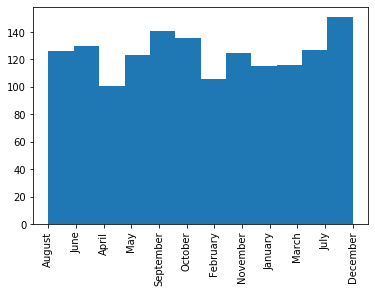 140
120
100
80
60
40
20
0
August
June
April
May
September
October
February
November
January
March
July
December